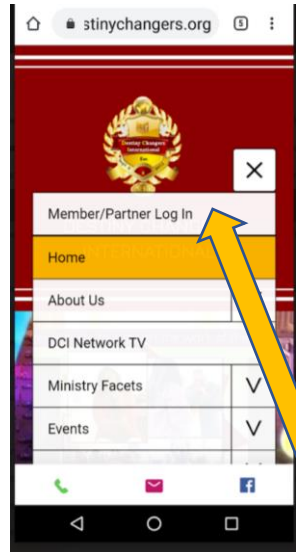 stinychangers.org
5
Destiny Changers
International
X
Member/Partner Log In
Home
About Us
DCI Network TV
Ministry Facets
V
Events
V